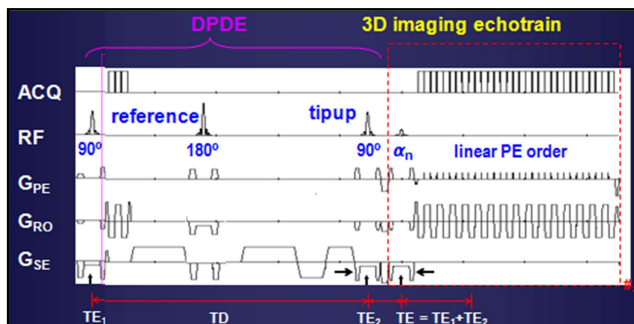 DPDE 3D imaging echotrain
ACQ
reference tipup
RF
90º 180º 90º αn linear PE order
GPE
GRO
GSE
#
TE1 TD TE2 TE = TE1+TE2